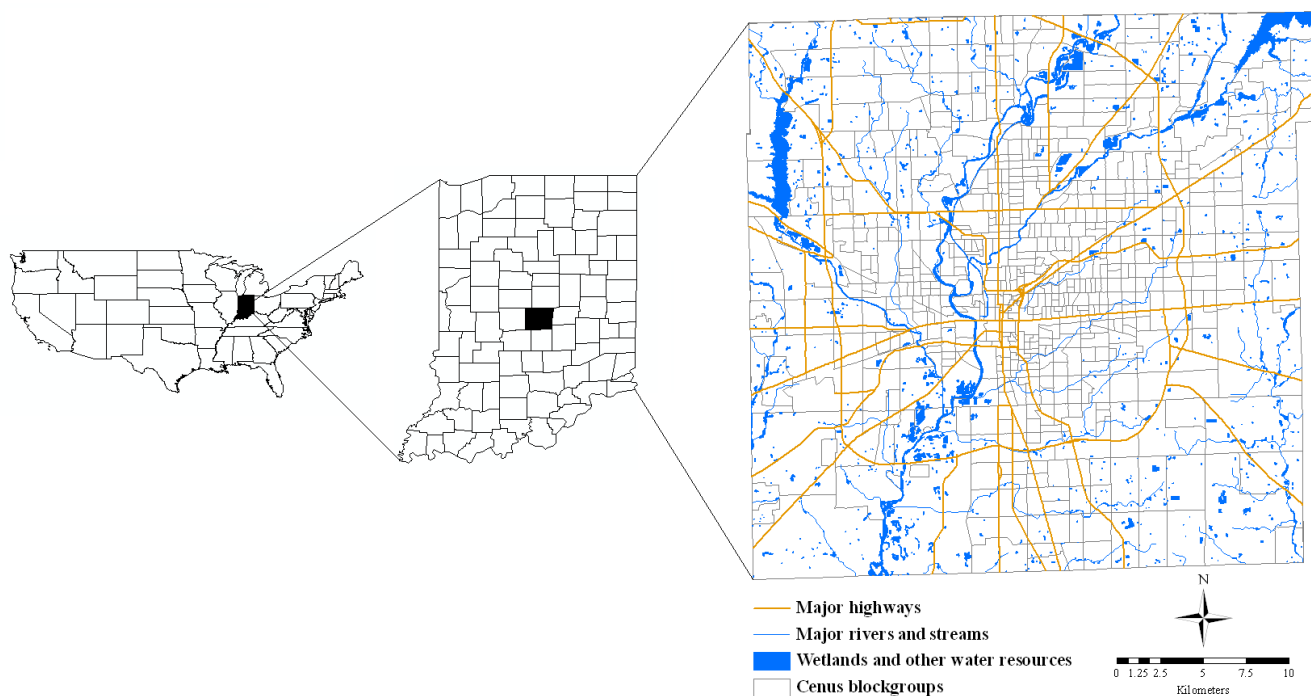 Major highways
Major rivers and streams
Wetlands and other water resources
Cenus blockgroups
N
0 1.25 2.5 5 7.5 10
Kilometers